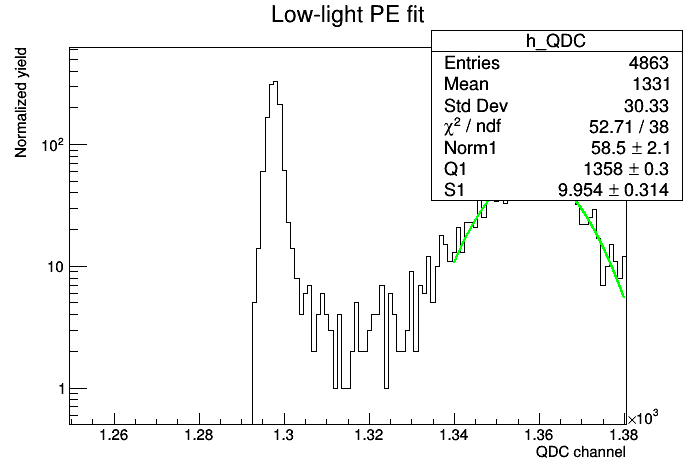 Low-light PE fit
h_QDC
Entries 4863
Mean 1331
Std Dev 30.33
χ² / ndf 52.71 / 38
Norm1 58.5 ± 2.1
Q1 1358 ± 0.3
S1 9.954 ± 0.314
Normalized yield
10²
10
1
1.26 1.28 1.3 1.32 1.34 1.36 1.38
×10³
QDC channel